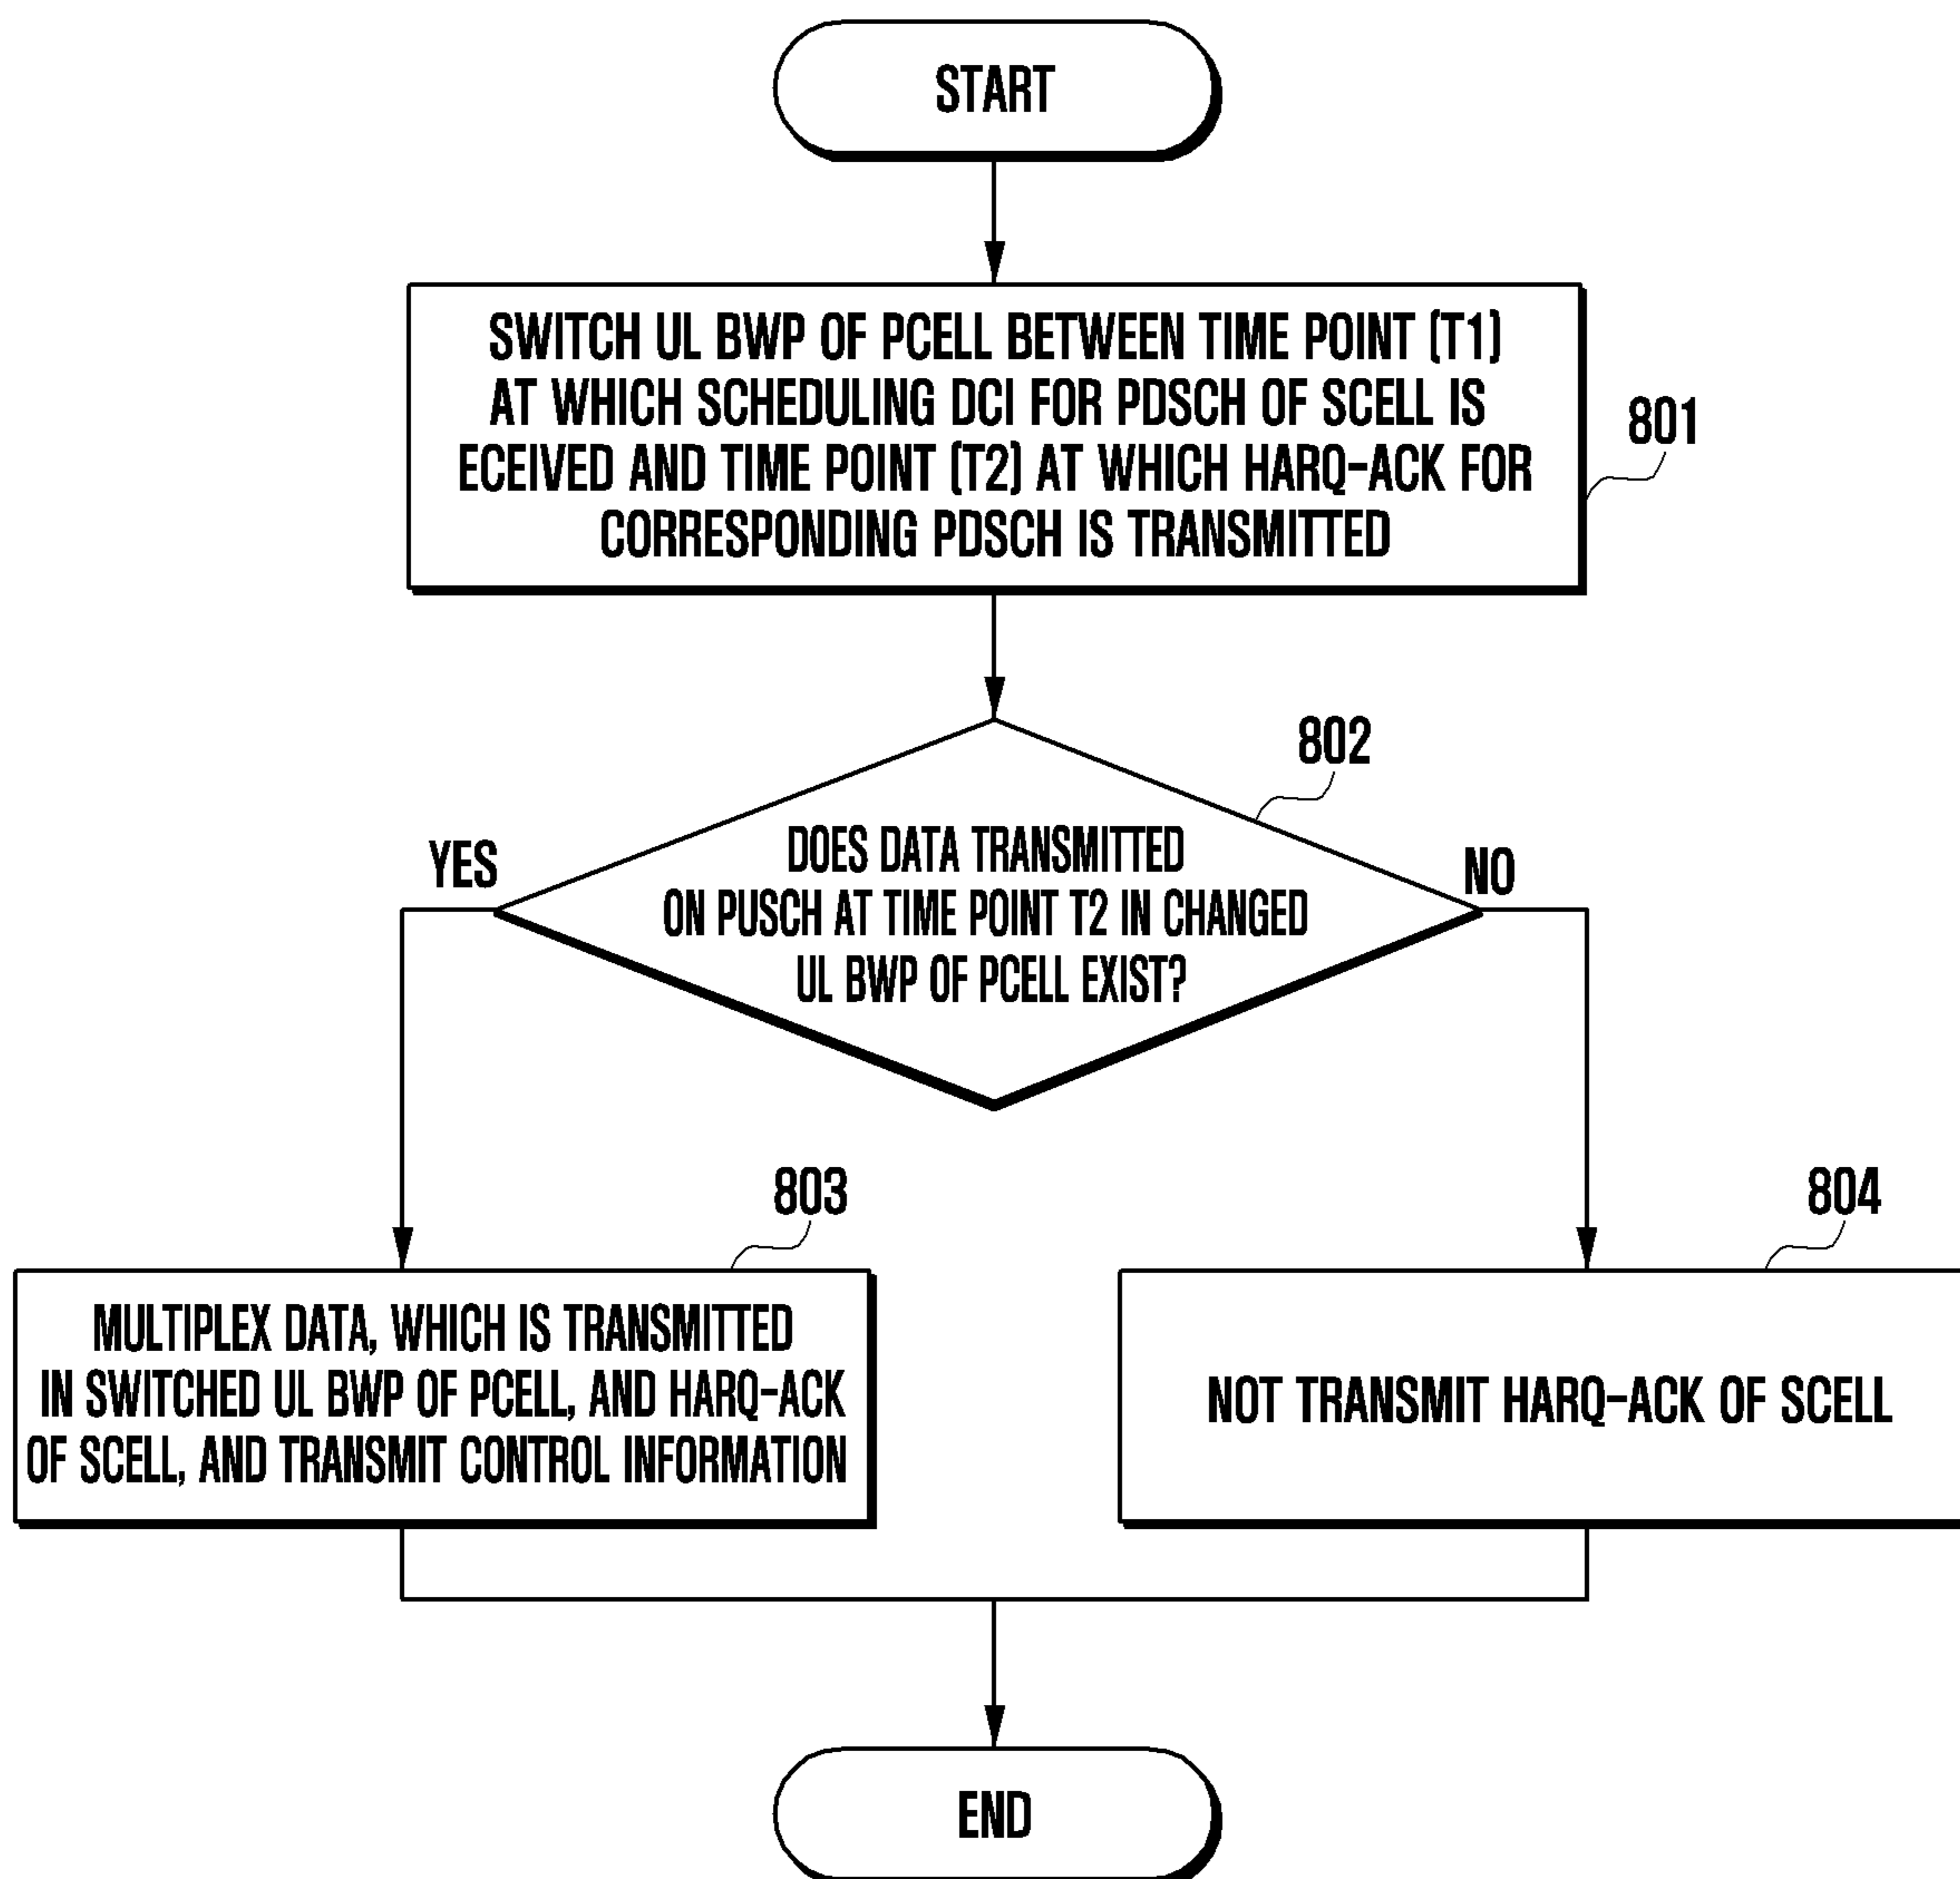 START
SWITCH UL BWP OF PCELL BETWEEN TIME POINT (T1)
AT WHICH SCHEDULING DCI FOR PDSCH OF SCELL IS
ECEIVED AND TIME POINT (T2) AT WHICH HARQ-ACK FOR
CORRESPONDING PDSCH IS TRANSMITTED
801
802
DOES DATA TRANSMITTED
ON PUSCH AT TIME POINT T2 IN CHANGED
UL BWP OF PCELL EXIST?
YES
NO
803
MULTIPLEX DATA, WHICH IS TRANSMITTED
IN SWITCHED UL BWP OF PCELL, AND HARQ-ACK
OF SCELL, AND TRANSMIT CONTROL INFORMATION
804
NOT TRANSMIT HARQ-ACK OF SCELL
END